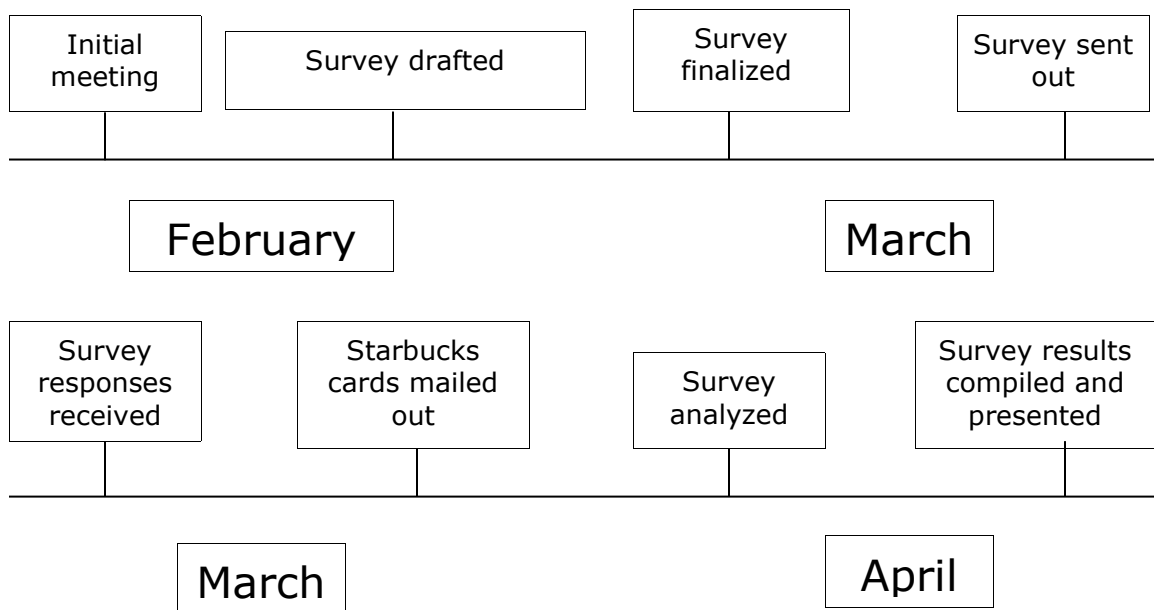 Initial
meeting
Survey drafted
Survey
finalized
Survey sent
out
February
March
Survey
responses
received
Starbucks
cards mailed
out
Survey
analyzed
Survey results
compiled and
presented
March
April